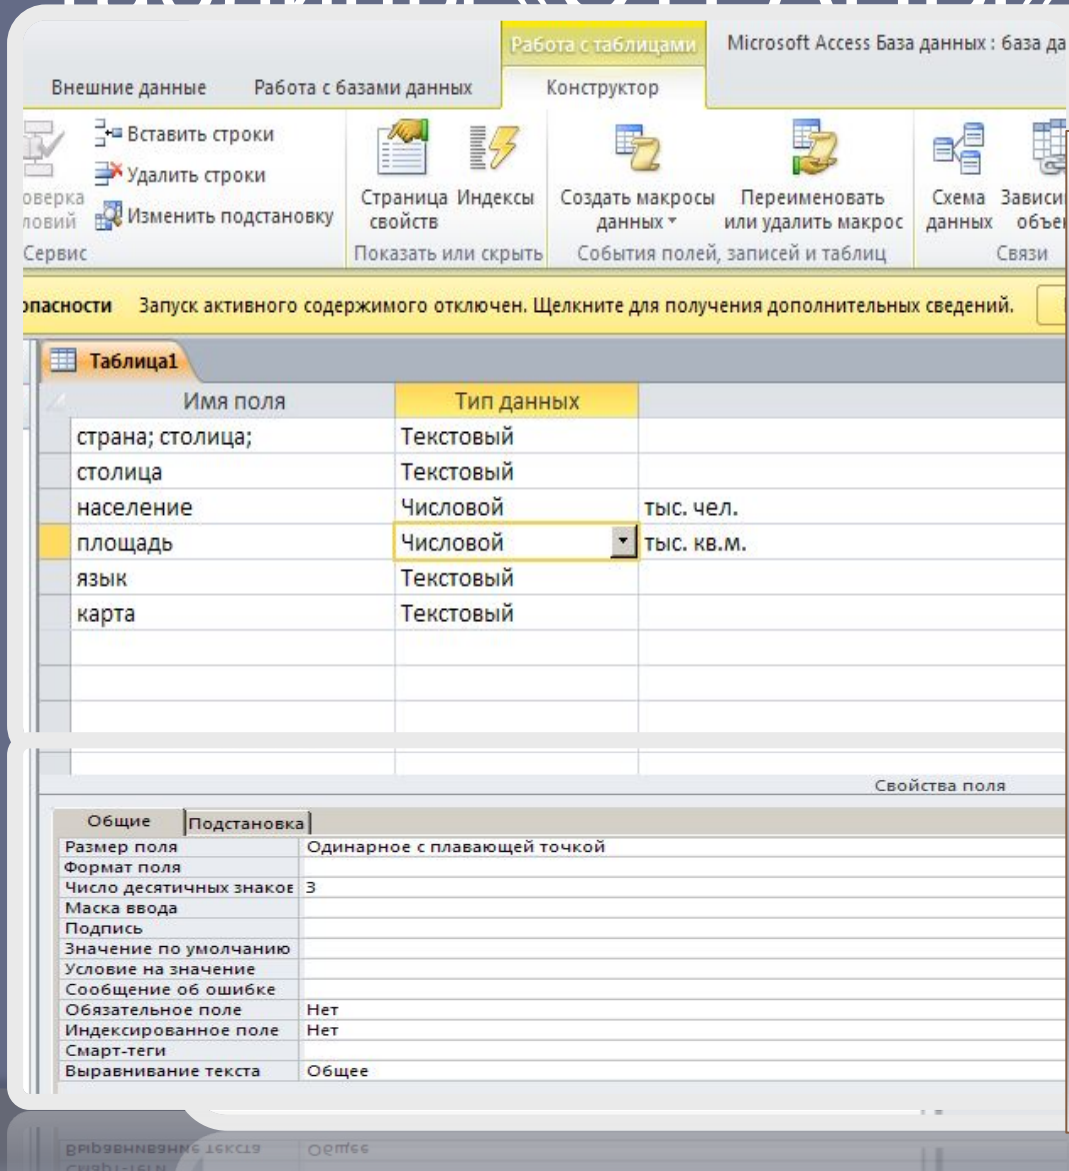 Работа с таблицами Microsoft Access База данных : база да
Внешние данные Работа с базами данных Конструктор
Вставить строки
Удалить строки
Изменить подстановку
Сервис
Страница свойств
Индексы
Показать или скрыть
Создать макросы данных
Переименовать или удалить макрос
События полей, записей и таблиц
Схема данных
Зависи
объе
Связи
опасности Запуск активного содержимого отключен. Щелкните для получения дополнительных сведений.
Таблица1
Имя поля Тип данных
страна; столица; Текстовый
столица Текстовый
население Числовой тыс. чел.
площадь Числовой тыс. кв.м.
язык Текстовый
карта Текстовый
Свойства поля
Общие Подстановка
Размер поля Одинарное с плавающей точкой
Формат поля
Число десятичных знаков 3
Маска ввода
Подпись
Значение по умолчанию
Условие на значение
Сообщение об ошибке
Обязательное поле Нет
Индексированное поле Нет
Смарт-теги
Выравнивание текста Общее